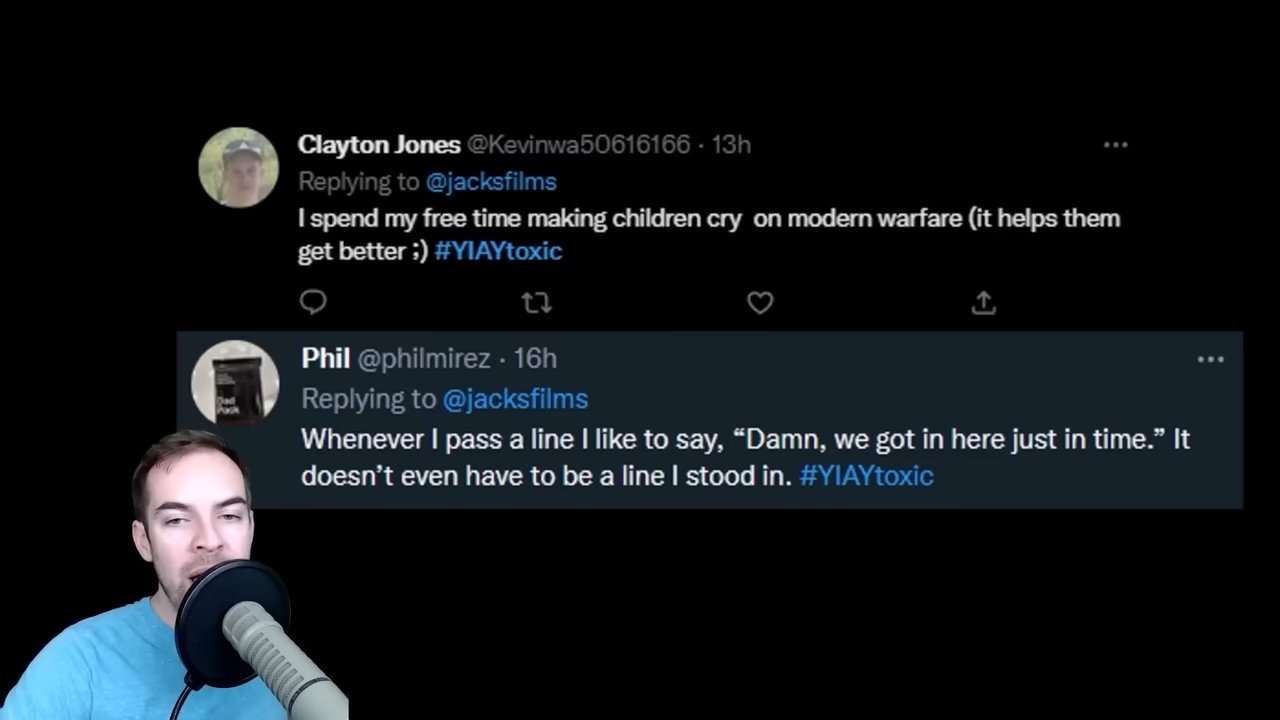 Clayton Jones @Kevinwa50616166 · 13h
Replying to @jacksfilms
I spend my free time making children cry  on modern warfare (it helps them
get better ;) #YIAYtoxic
Phil @philmirez · 16h
Replying to @jacksfilms
Whenever I pass a line I like to say, “Damn, we got in here just in time.” It
doesn’t even have to be a line I stood in. #YIAYtoxic
Dad
Pack